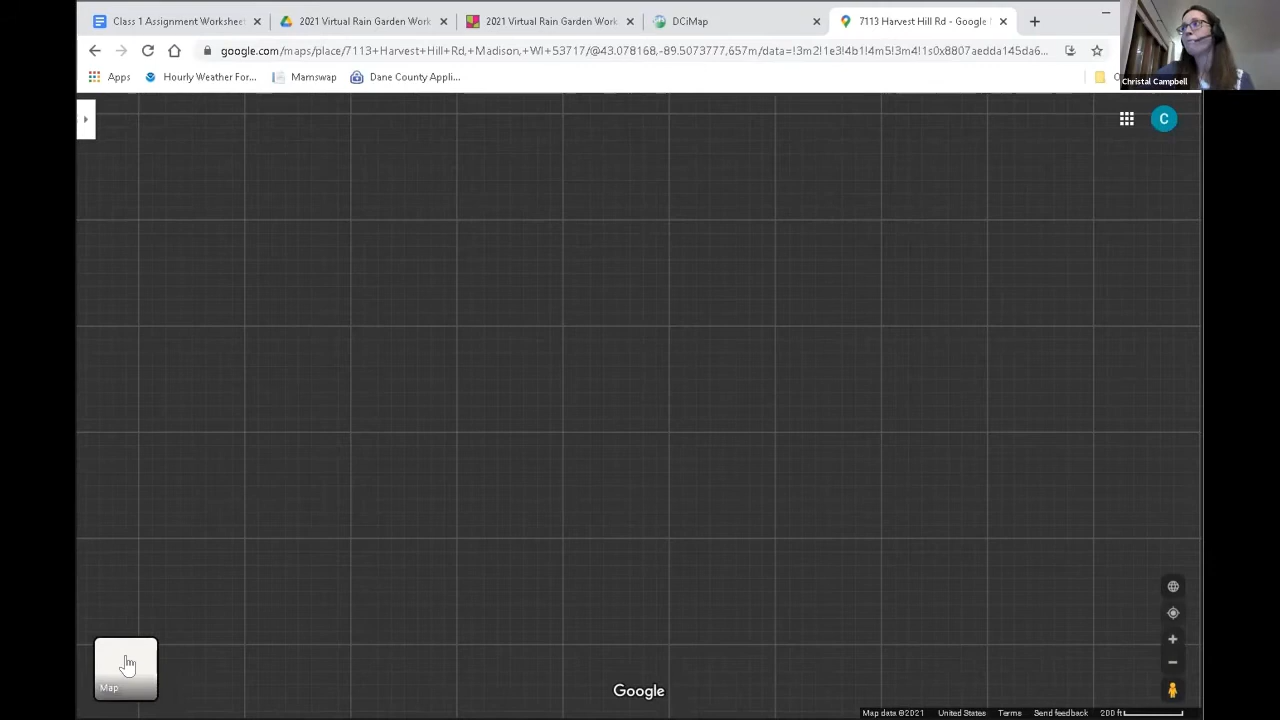 Class 1 Assignment Worksheet
2021 Virtual Rain Garden Work
2021 Virtual Rain Garden Work
DCiMap
7113 Harvest Hill Rd - Google
google.com/maps/place/7113+Harvest+Hill+Rd,+Madison,+WI+53717/@43.078168,-89.5073777,657m/data=!3m2!1e3!4b1!4m5!3m4!1s0x8807aedda145da6...
Apps
Hourly Weather For...
Mamswap
Dane County Appli...
Christal Campbell
C
Map
Google
Map data ©2021
United States
Terms
Send feedback
200 ft